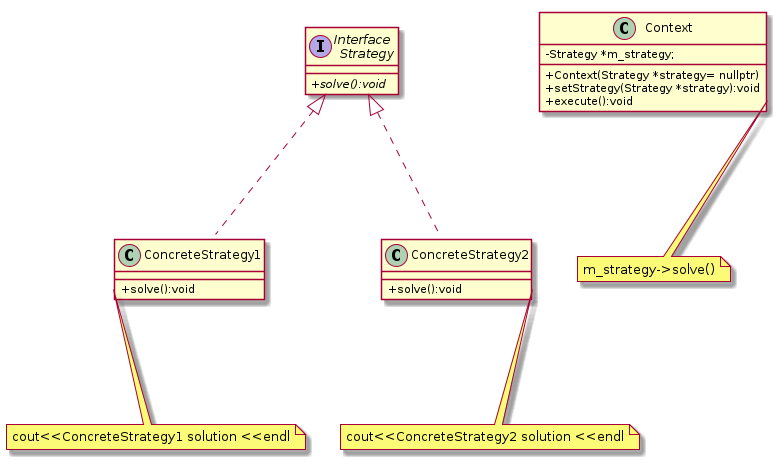 I
Interface
Strategy
+solve():void
C
Context
-Strategy *m_strategy;
+Context(Strategy *strategy= nullptr)
+setStrategy(Strategy *strategy):void
+execute():void
C
ConcreteStrategy1
+solve():void
C
ConcreteStrategy2
+solve():void
m_strategy->solve()
cout<<ConcreteStrategy1 solution <<endl
cout<<ConcreteStrategy2 solution <<endl